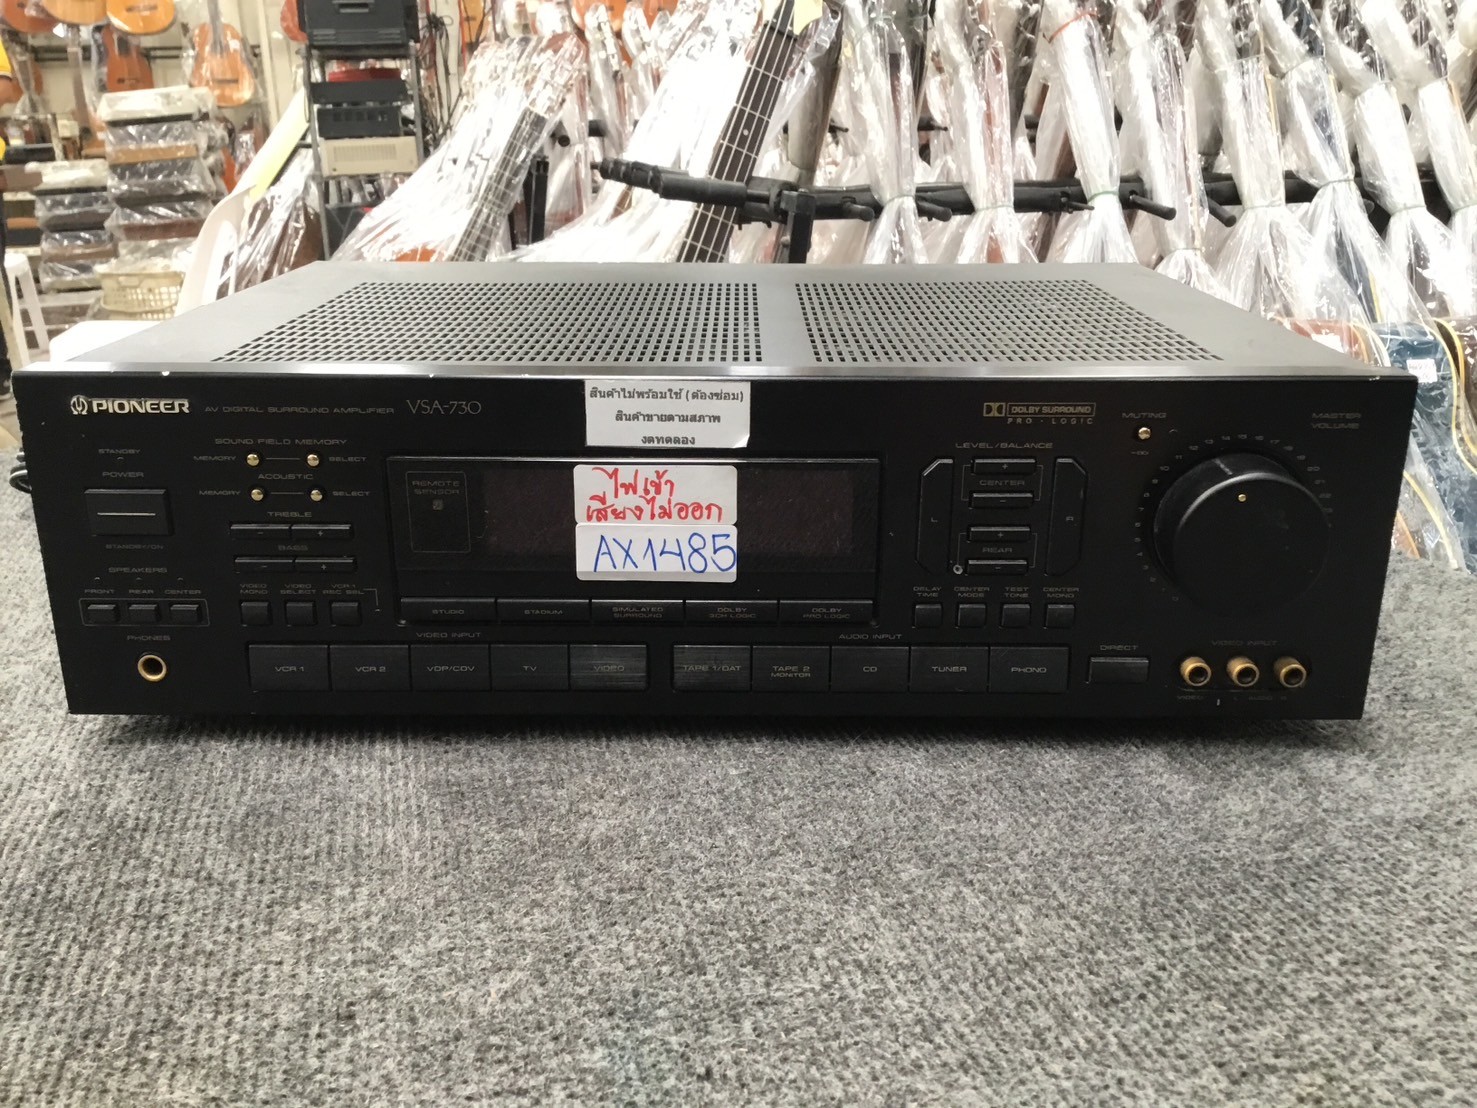 PIONEER AV DIGITAL SURROUND AMPLIFIER VSA-730
สินค้าไม่พร้อมใช้ (ต้องซ่อม)
สินค้าขายตามสภาพ
งดทดลอง
ไฟเข้า
เสียงไม่ออก
AX1485
DOLBY SURROUND
PRO · LOGIC
MUTING
MASTER
VOLUME
STANDBY
POWER
STANDBY/ON
SOUND FIELD MEMORY
MEMORY SELECT
ACOUSTIC
MEMORY SELECT
TREBLE
− +
BASS
− +
REMOTE
SENSOR
LEVEL/BALANCE
+
CENTER
−
L R
+
REAR
−
SPEAKERS
FRONT REAR CENTER
VIDEO
MONO
VIDEO
SELECT
VCR-1
REC SEL
STUDIO
STADIUM
SIMULATED
SURROUND
DOLBY
3CH LOGIC
DOLBY
PRO LOGIC
DELAY
TIME
CENTER
MODE
TEST
TONE
CENTER
MONO
PHONES
VIDEO INPUT
VCR 1
VCR 2
VDP/CDV
TV
VIDEO
AUDIO INPUT
TAPE 1/DAT
TAPE 2
MONITOR
CD
TUNER
PHONO
DIRECT
VIDEO INPUT
VIDEO L AUDIO R